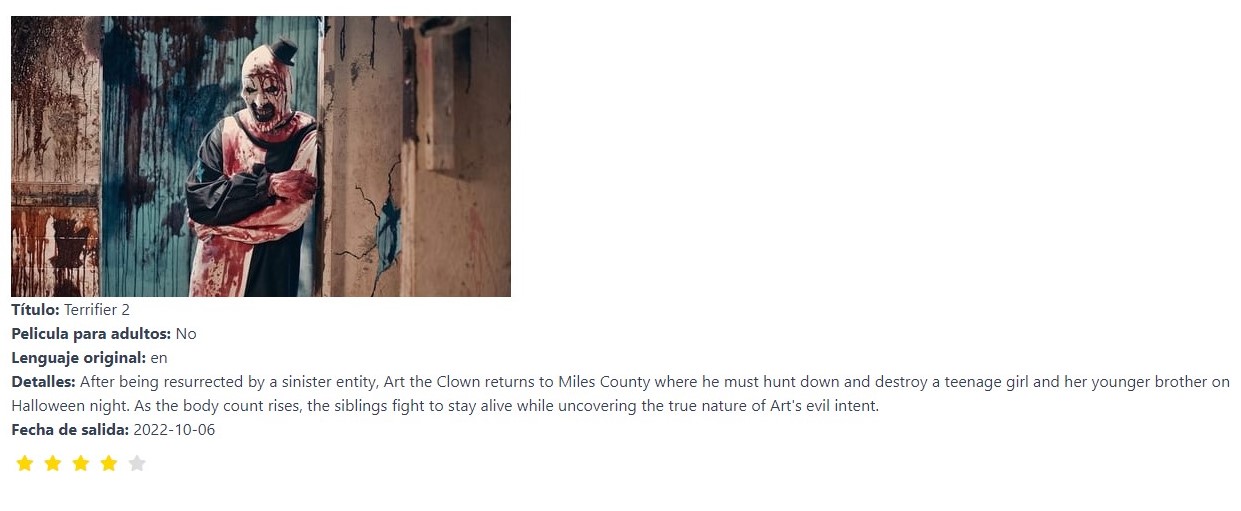 Título: Terrifier 2
Pelicula para adultos: No
Lenguaje original: en
Detalles: After being resurrected by a sinister entity, Art the Clown returns to Miles County where he must hunt down and destroy a teenage girl and her younger brother on
Halloween night. As the body count rises, the siblings fight to stay alive while uncovering the true nature of Art's evil intent.
Fecha de salida: 2022-10-06